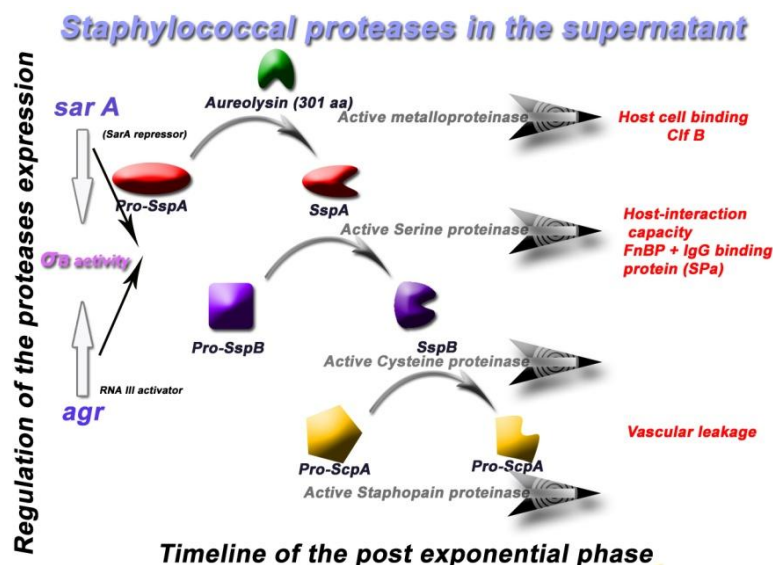 Staphylococcal proteases in the supernatant
Regulation of the proteases expression
sar A
(SarA repressor)
σB activity
RNA III activator
agr
Aureolysin (301 aa)
Active metalloproteinase
Host cell binding
Clf B
Pro-SspA
SspA
Active Serine proteinase
Host-interaction
capacity
FnBP + IgG binding
protein (SPa)
Pro-SspB
SspB
Active Cysteine proteinase
Vascular leakage
Pro-ScpA
Pro-ScpA
Active Staphopain proteinase
Timeline of the post exponential phase